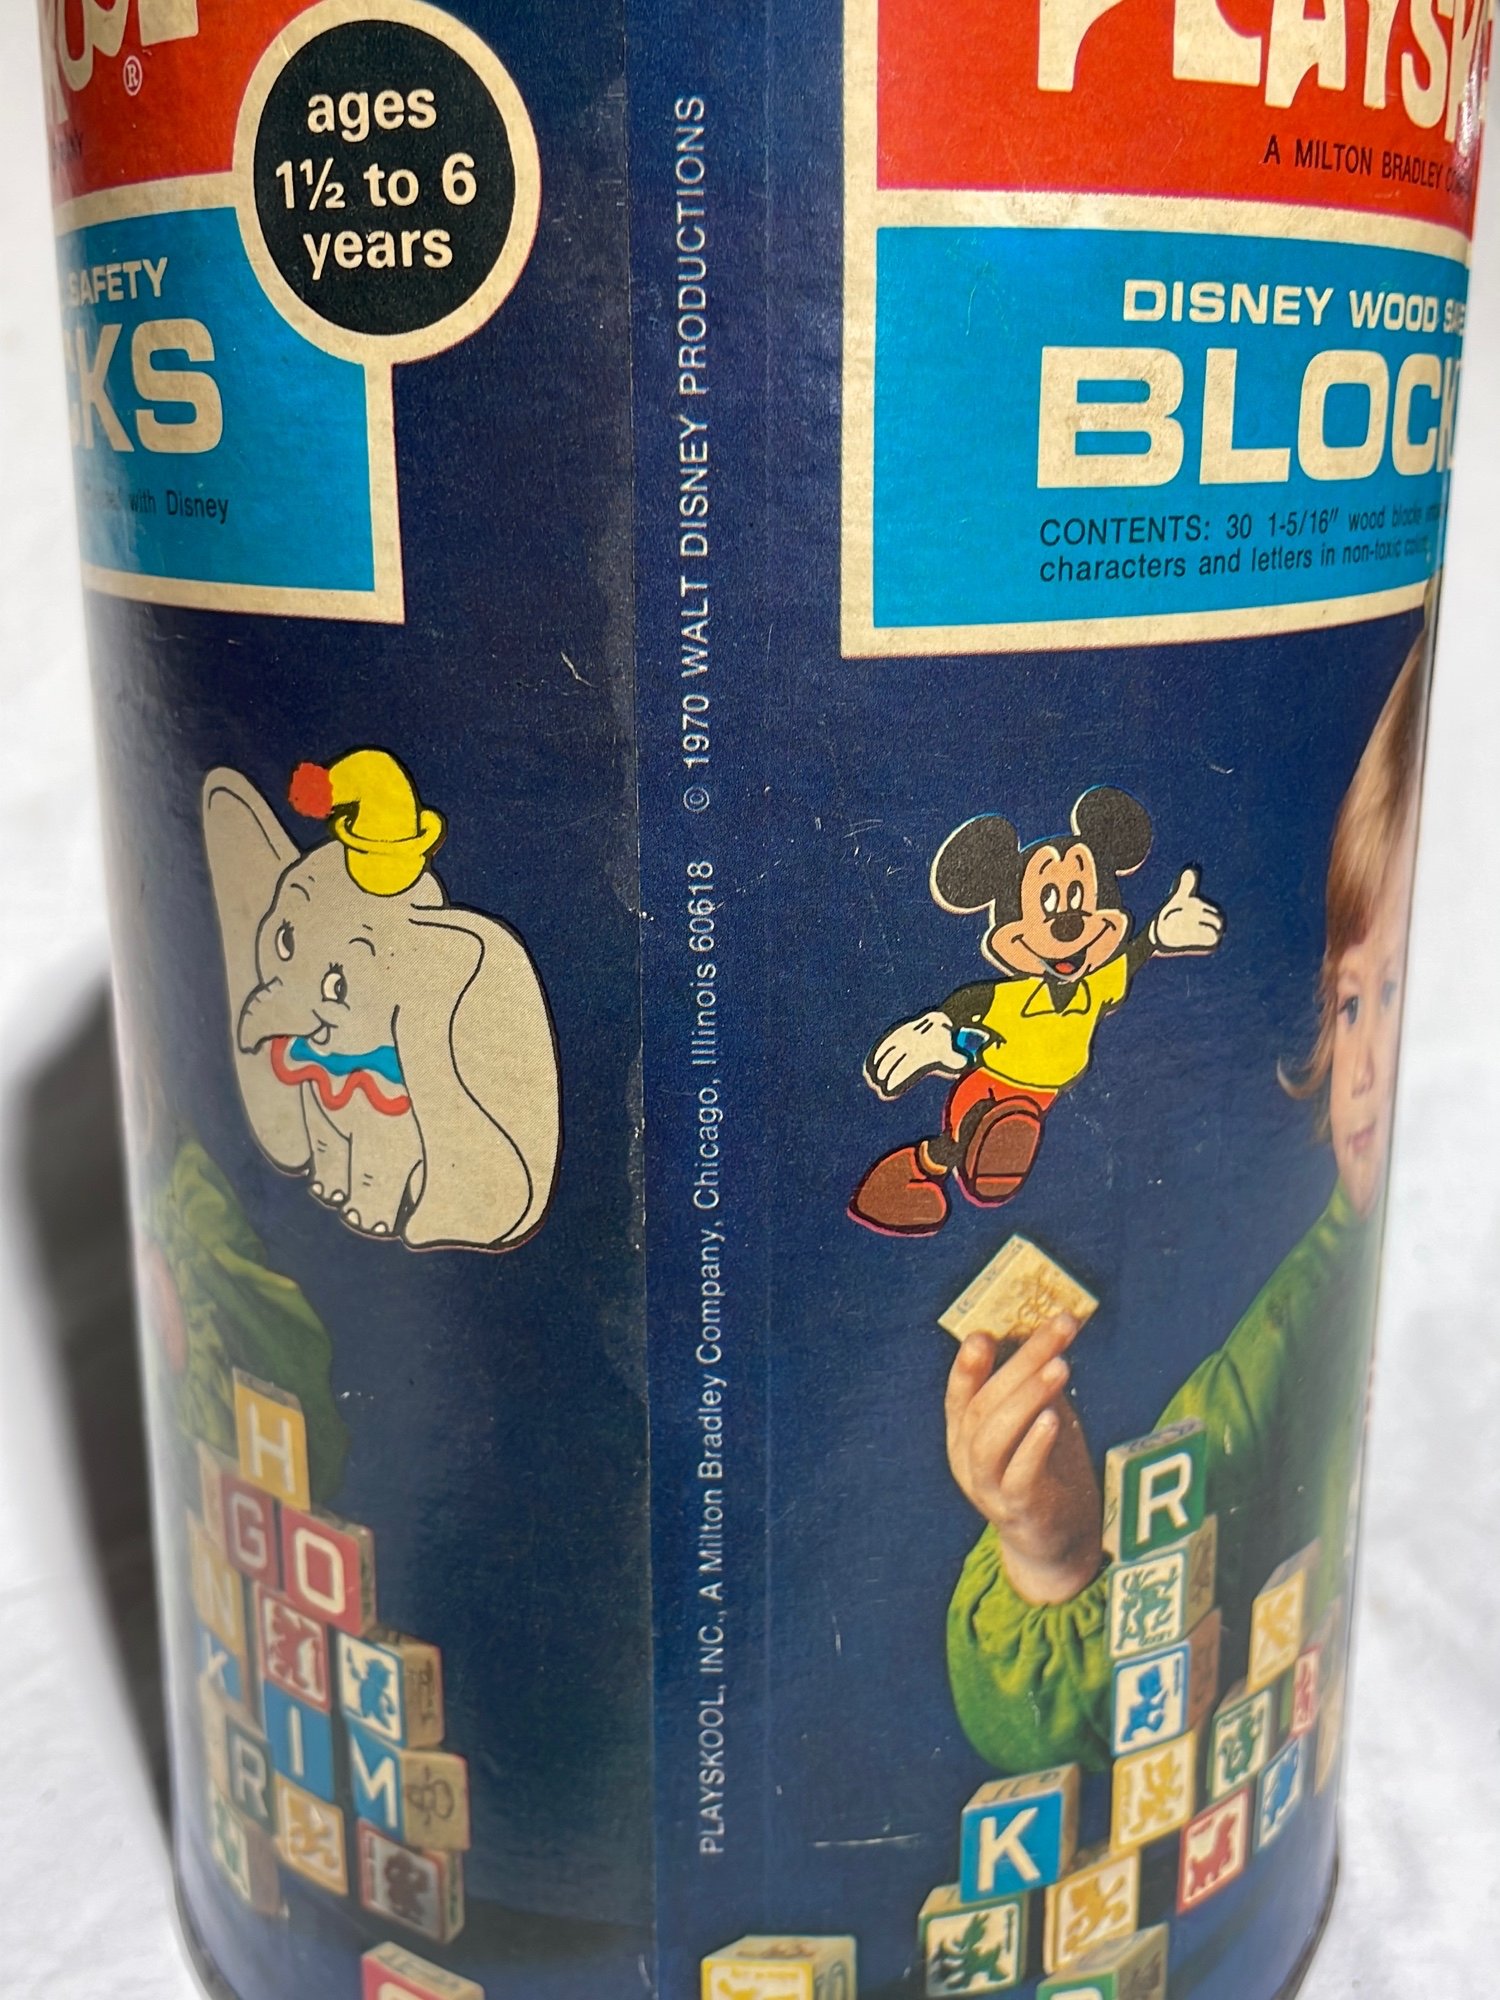 ®
ages
1½ to 6
years
SAFETY
CKS
with Disney
© 1970 WALT DISNEY PRODUCTIONS
PLAYSKOOL, INC., A Milton Bradley Company, Chicago, Illinois 60618
PLAYS
A MILTON BRADLEY
DISNEY WOOD
BLOCK
CONTENTS: 30 1-5/16" wood blocks
characters and letters in non-toxic
H
G O
N
K I M
R
R
K
K